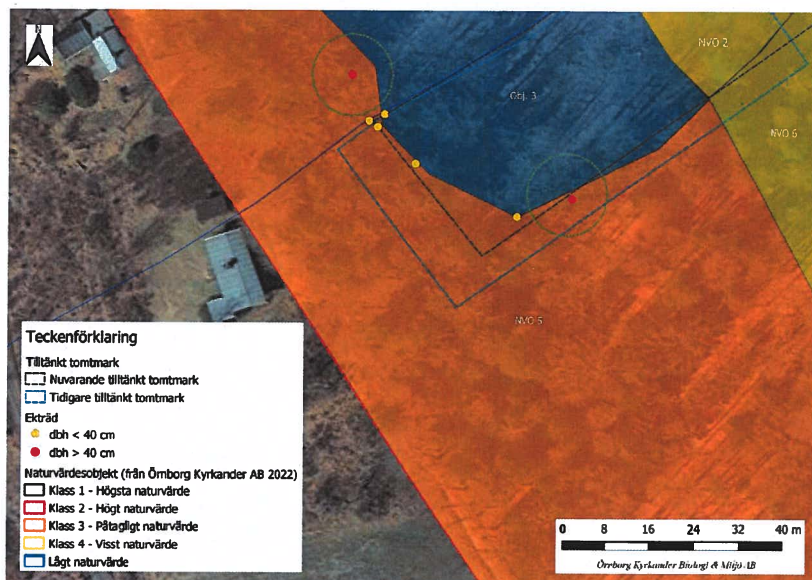 N
NVO 2
Obj. 3
NVO 6
NVO 5
Teckenförklaring
Tilltänkt tomtmark
Nuvarande tilltänkt tomtmark
Tidigare tilltänkt tomtmark
Ekträd
dbh < 40 cm
dbh > 40 cm
Naturvärdesobjekt (från Örnborg Kyrkander AB 2022)
Klass 1 - Högsta naturvärde
Klass 2 - Högt naturvärde
Klass 3 - Påtagligt naturvärde
Klass 4 - Visst naturvärde
Lågt naturvärde
0 8 16 24 32 40 m
Örnborg Kyrkander Biologi & Miljö AB